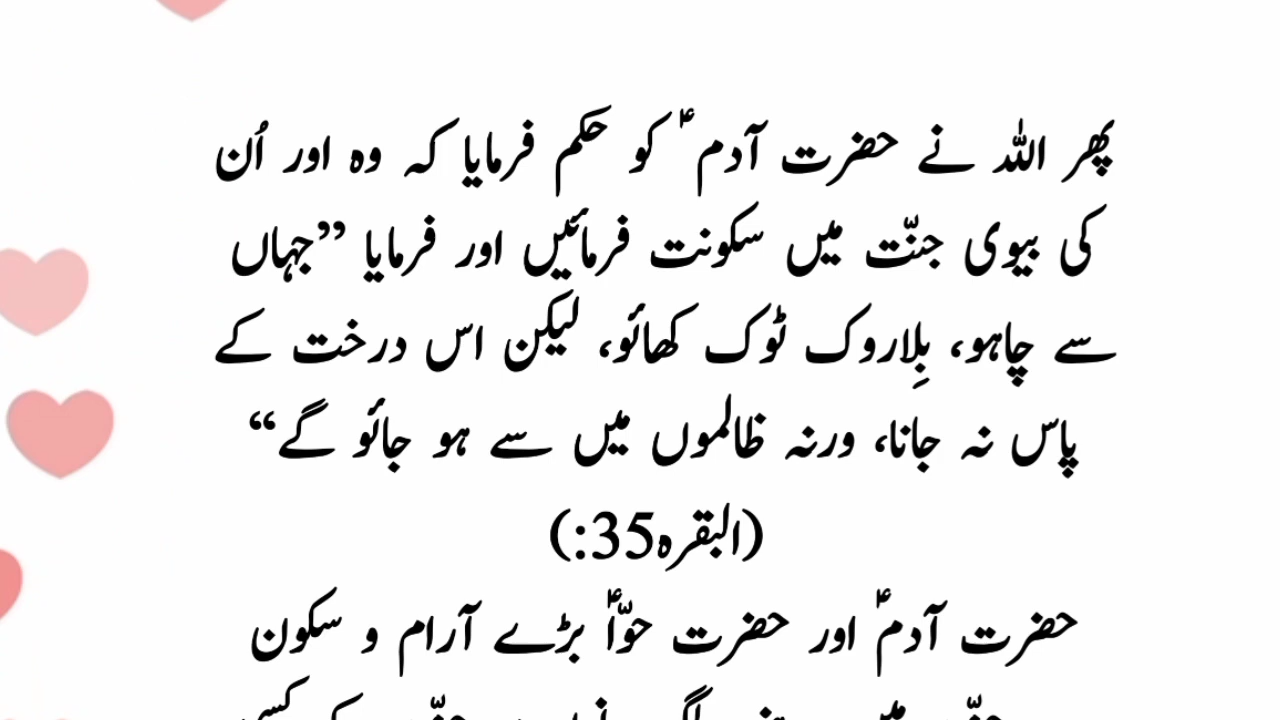 پھر اللہ نے حضرت آدم ؑ کو حکم فرمایا کہ وہ اور اُن
کی بیوی جنّت میں سکونت فرمائیں اور فرمایا ”جہاں
سے چاہو، بِلاروک ٹوک کھائو، لیکن اس درخت کے
پاس نہ جانا، ورنہ ظالموں میں سے ہو جائو گے“
(البقرہ35:)
حضرت آدمؑ اور حضرت حوّاؑ بڑے آرام و سکون